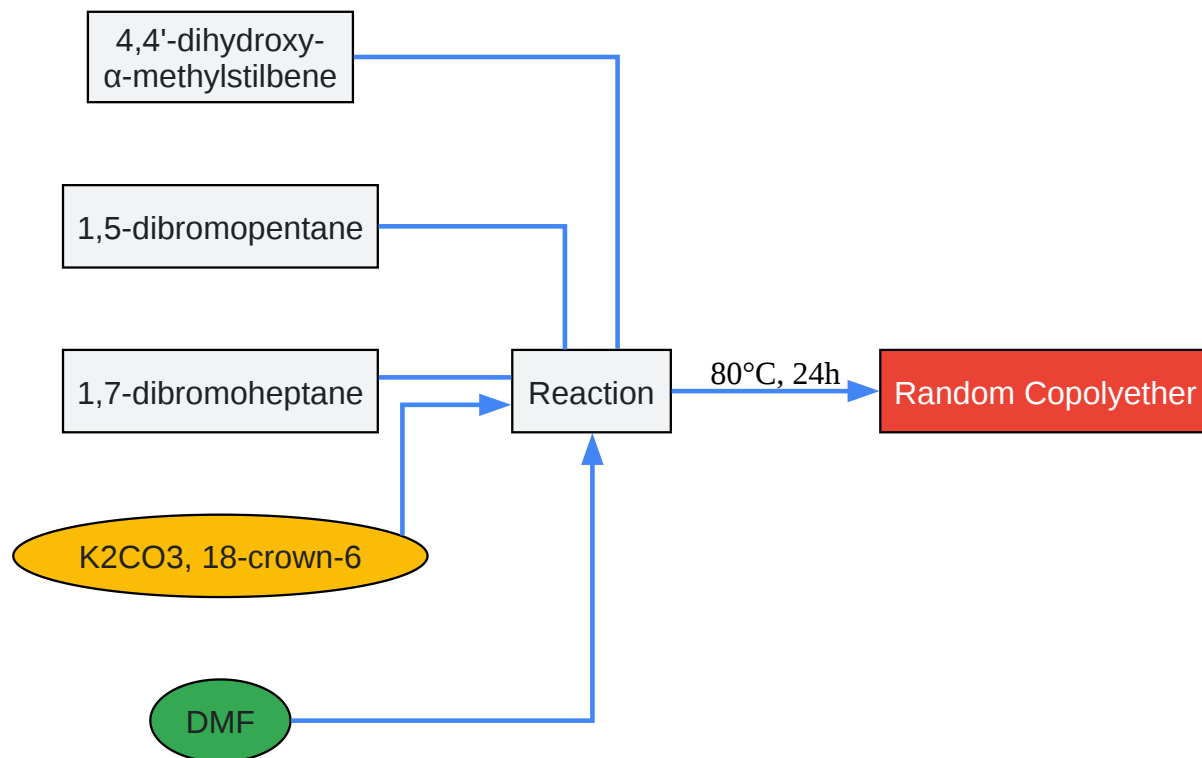 4,4'-dihydroxy-
α-methylstilbene
1,5-dibromopentane
1,7-dibromoheptane
Reaction
80°C, 24h
Random Copolyether
K2CO3, 18-crown-6
DMF